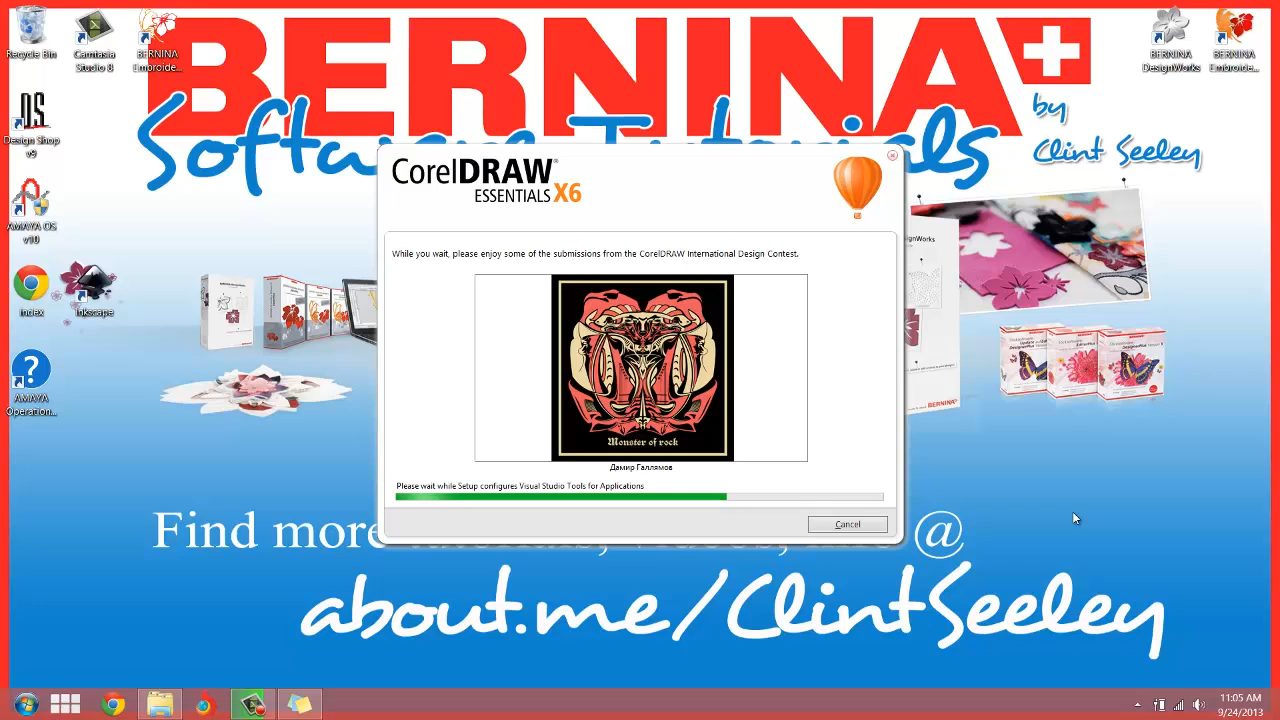 Recycle Bin
Camtasia Studio 8
BERNINA Embroide...
BERNINA DesignWorks
BERNINA Embroide...
BERNINA
Software Tutorials
by
Clint Seeley
Design Shop v9
AMAYA OS v10
Index
Inkscape
AMAYA Operation...
CorelDRAW
ESSENTIALS X6
While you wait, please enjoy some of the submissions from the CorelDRAW International Design Contest.
Monster of rock
Дамир Галлямов
Please wait while Setup configures Visual Studio Tools for Applications
Cancel
BERNINA
Find more @
about.me/ClintSeeley
11:05 AM
9/24/2013